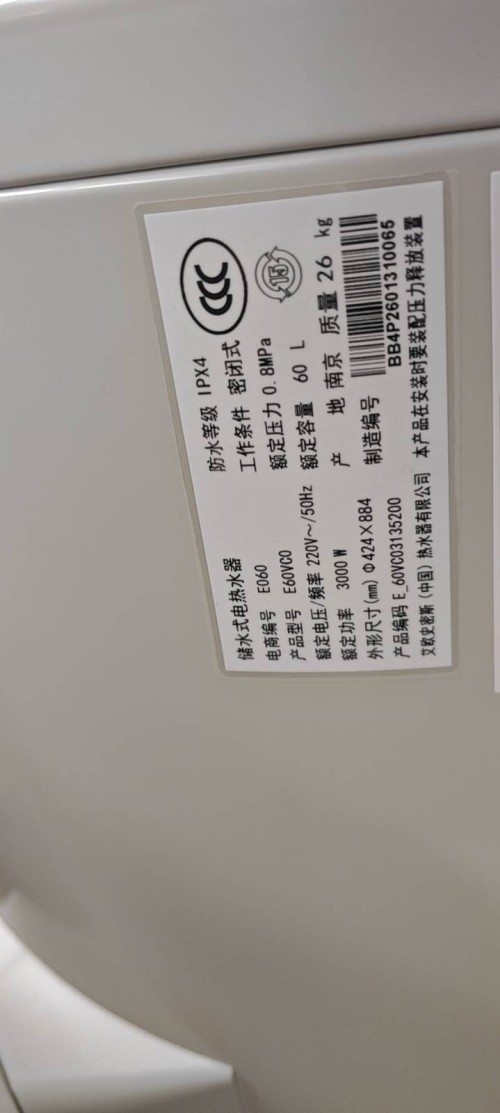 储水式电热水器
电商编号 E060
产品型号 E60VC0
额定电压/频率 220V～/50Hz
额定功率 3000 W
外形尺寸(mm) Φ424×884
产品编码 E_60VC03135200
艾欧史密斯（中国）热水器有限公司
防水等级 IPX4
工作条件 密闭式
额定压力 0.8MPa
额定容量 60 L
产 地 南京 质量 26 kg
制造编号
BB4P2601310065
本产品在安装时要装配压力释放装置
CCC
15